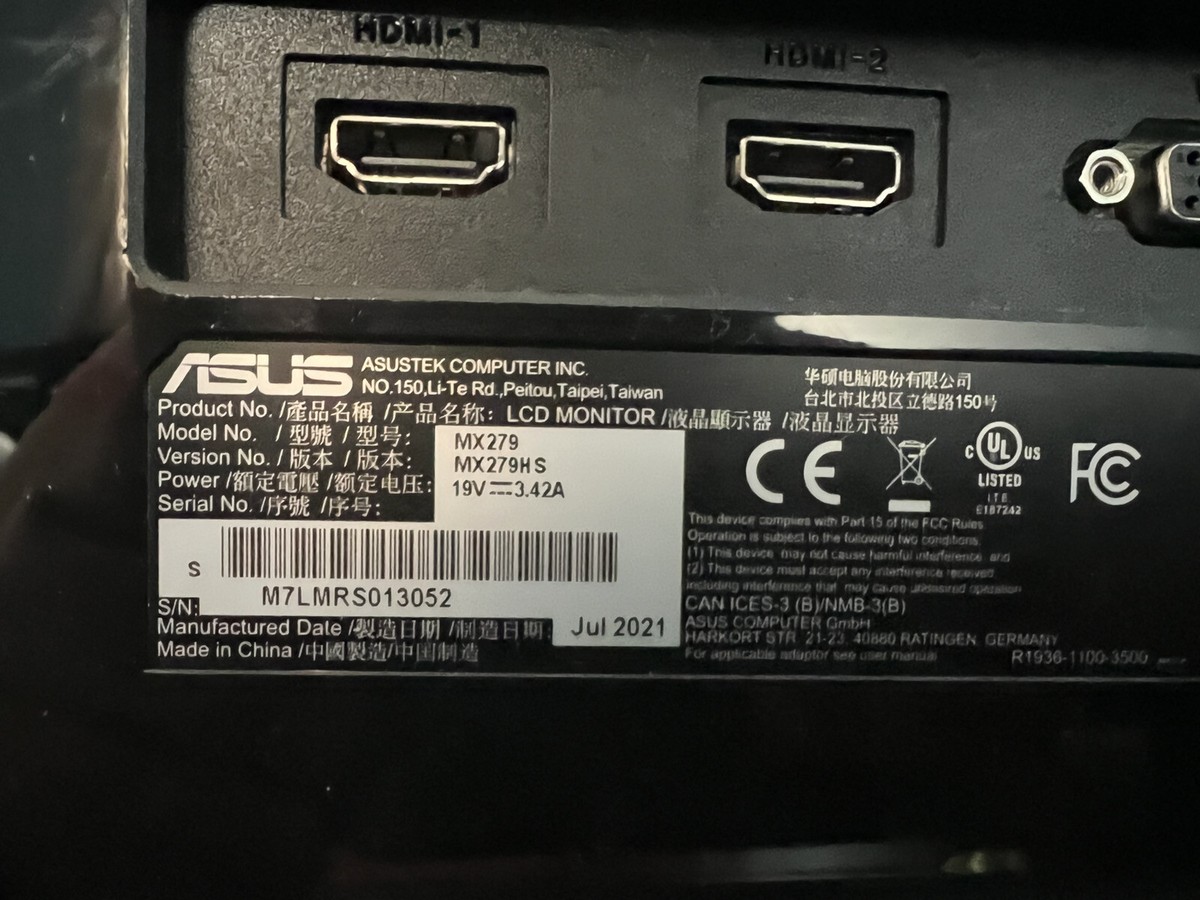 HDMI-1
HDMI-2
ASUS
ASUSTEK COMPUTER INC.
NO.150,Li-Te Rd.,Peitou,Taipei,Taiwan
华硕电脑股份有限公司
台北市北投区立德路150号
Product No. /產品名稱 /产品名称: LCD MONITOR /液晶顯示器 /液晶显示器
Model No. / 型號 / 型号: MX279
Version No. / 版本 / 版本: MX279HS
Power /額定電壓 /额定电压: 19V⎓3.42A
Serial No. /序號 /序号:
S
M7LMRS013052
S/N:
Manufactured Date /製造日期 /制造日期: Jul 2021
Made in China /中國製造/中国制造
CE
C UL US
LISTED
I.T.E.
E187242
FC
This device complies with Part 15 of the FCC Rules
Operation is subject to the following two conditions:
(1) This device may not cause harmful interference, and
(2) This device must accept any interference received
including interference that may cause undesired operation
CAN ICES-3 (B)/NMB-3(B)
ASUS COMPUTER GmbH
HARKORT STR. 21-23, 40880 RATINGEN, GERMANY
For applicable adaptor see user manual
R1936-1100-3500